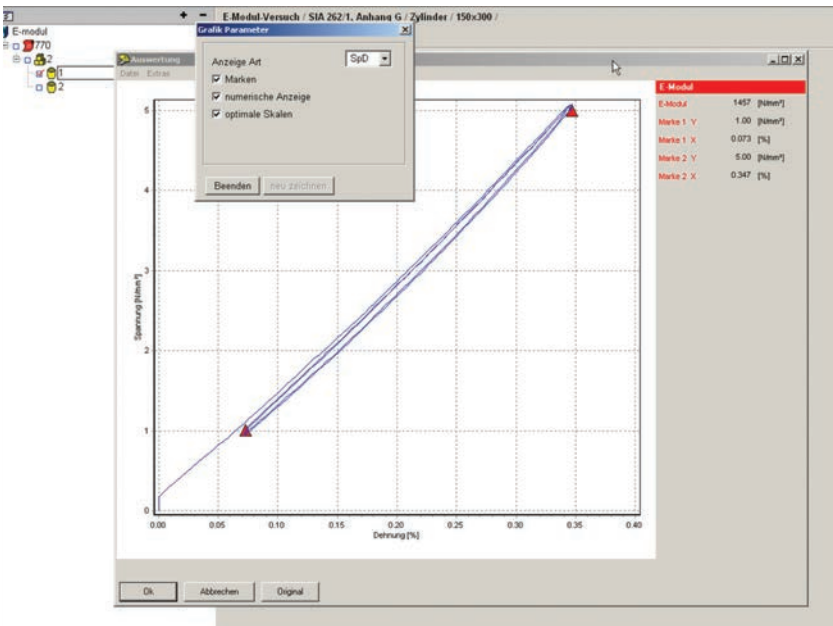 E-Modul-Versuch / SIA 262/1, Anhang G / Zylinder / 150x300 /
E-modul
770
2
1
2
Auswertung
Datei Extras
Grafik Parameter
Anzeige Art
SpD
Marken
numerische Anzeige
optimale Skalen
Beenden
neu zeichnen
E-Modul
E-Modul 1457 [N/mm²]
Marke 1 Y 1.00 [N/mm²]
Marke 1 X 0.073 [%]
Marke 2 Y 5.00 [N/mm²]
Marke 2 X 0.347 [%]
5
4
3
2
1
0
Spannung [N/mm²]
0.00 0.05 0.10 0.15 0.20 0.25 0.30 0.35 0.40
Dehnung [%]
Ok
Abbrechen
Original